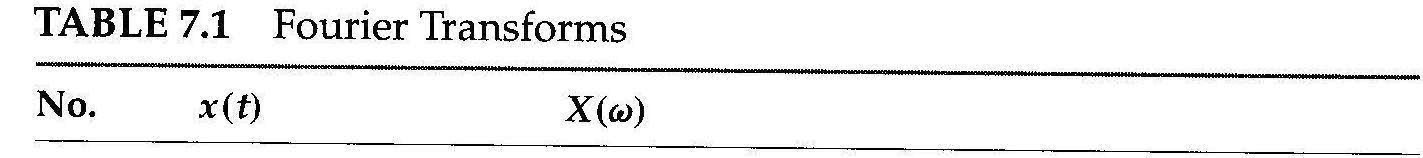 TABLE 7.1 Fourier Transforms
No. x(t) X(ω)